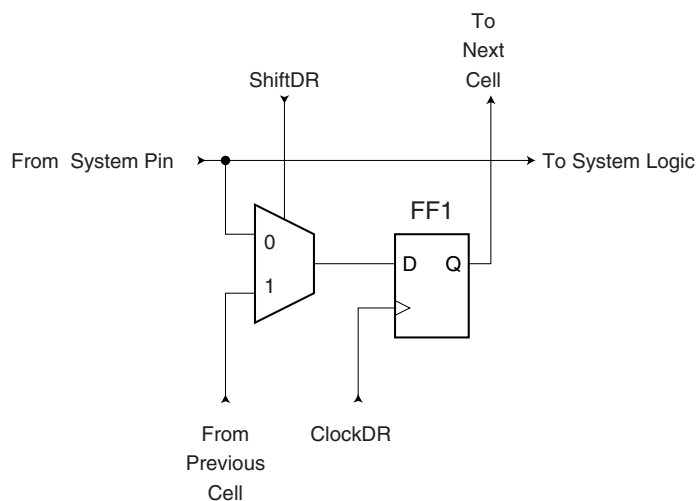 To
Next
Cell
ShiftDR
From System Pin
To System Logic
FF1
0
D Q
1
From
Previous
Cell
ClockDR